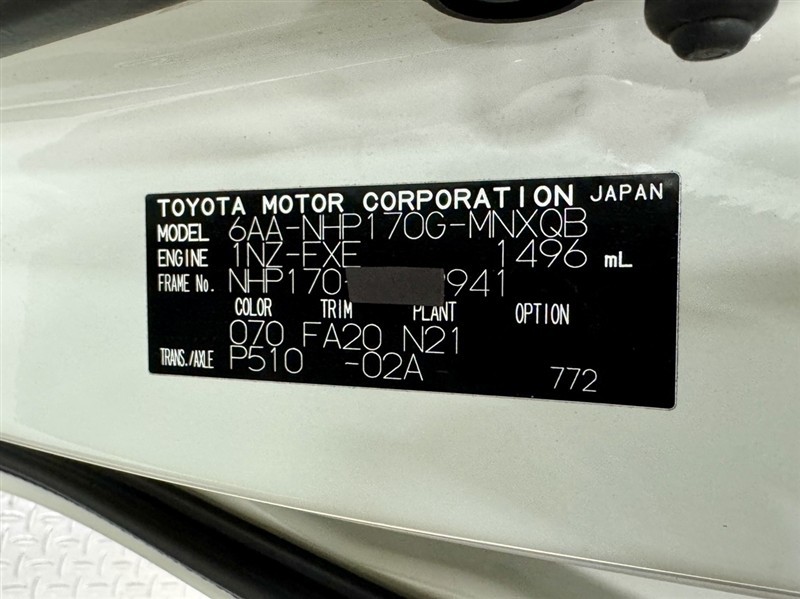 TOYOTA MOTOR CORPORATION JAPAN
MODEL 6AA-NHP170G-MNXQB
ENGINE 1NZ-FXE 1496 mL
FRAME No. NHP170- 941
COLOR TRIM PLANT OPTION
070 FA20 N21
TRANS./AXLE P510 -02A 772